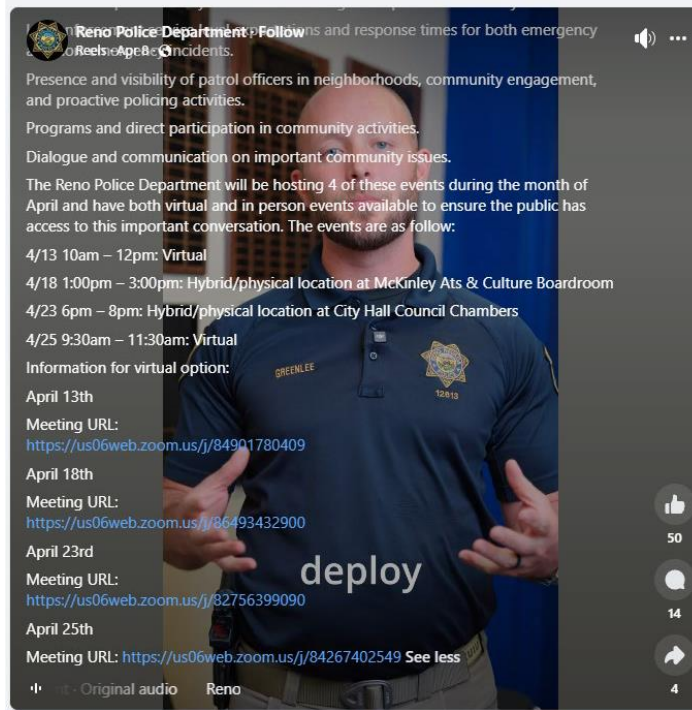 Reno Police Department · Follow
Reels · Apr 8 ·
expectations and response times for both emergency
incidents.
Presence and visibility of patrol officers in neighborhoods, community engagement,
and proactive policing activities.
Programs and direct participation in community activities.
Dialogue and communication on important community issues.
The Reno Police Department will be hosting 4 of these events during the month of
April and have both virtual and in person events available to ensure the public has
access to this important conversation. The events are as follow:
4/13 10am – 12pm: Virtual
4/18 1:00pm – 3:00pm: Hybrid/physical location at McKinley Ats & Culture Boardroom
4/23 6pm – 8pm: Hybrid/physical location at City Hall Council Chambers
4/25 9:30am – 11:30am: Virtual
Information for virtual option:
GREENLEE
12613
April 13th
Meeting URL:
https://us06web.zoom.us/j/84901780409
April 18th
Meeting URL:
https://us06web.zoom.us/j/86493432900
April 23rd
deploy
Meeting URL:
https://us06web.zoom.us/j/82756399090
April 25th
Meeting URL: https://us06web.zoom.us/j/84267402549 See less
50
14
4
· Original audio
Reno